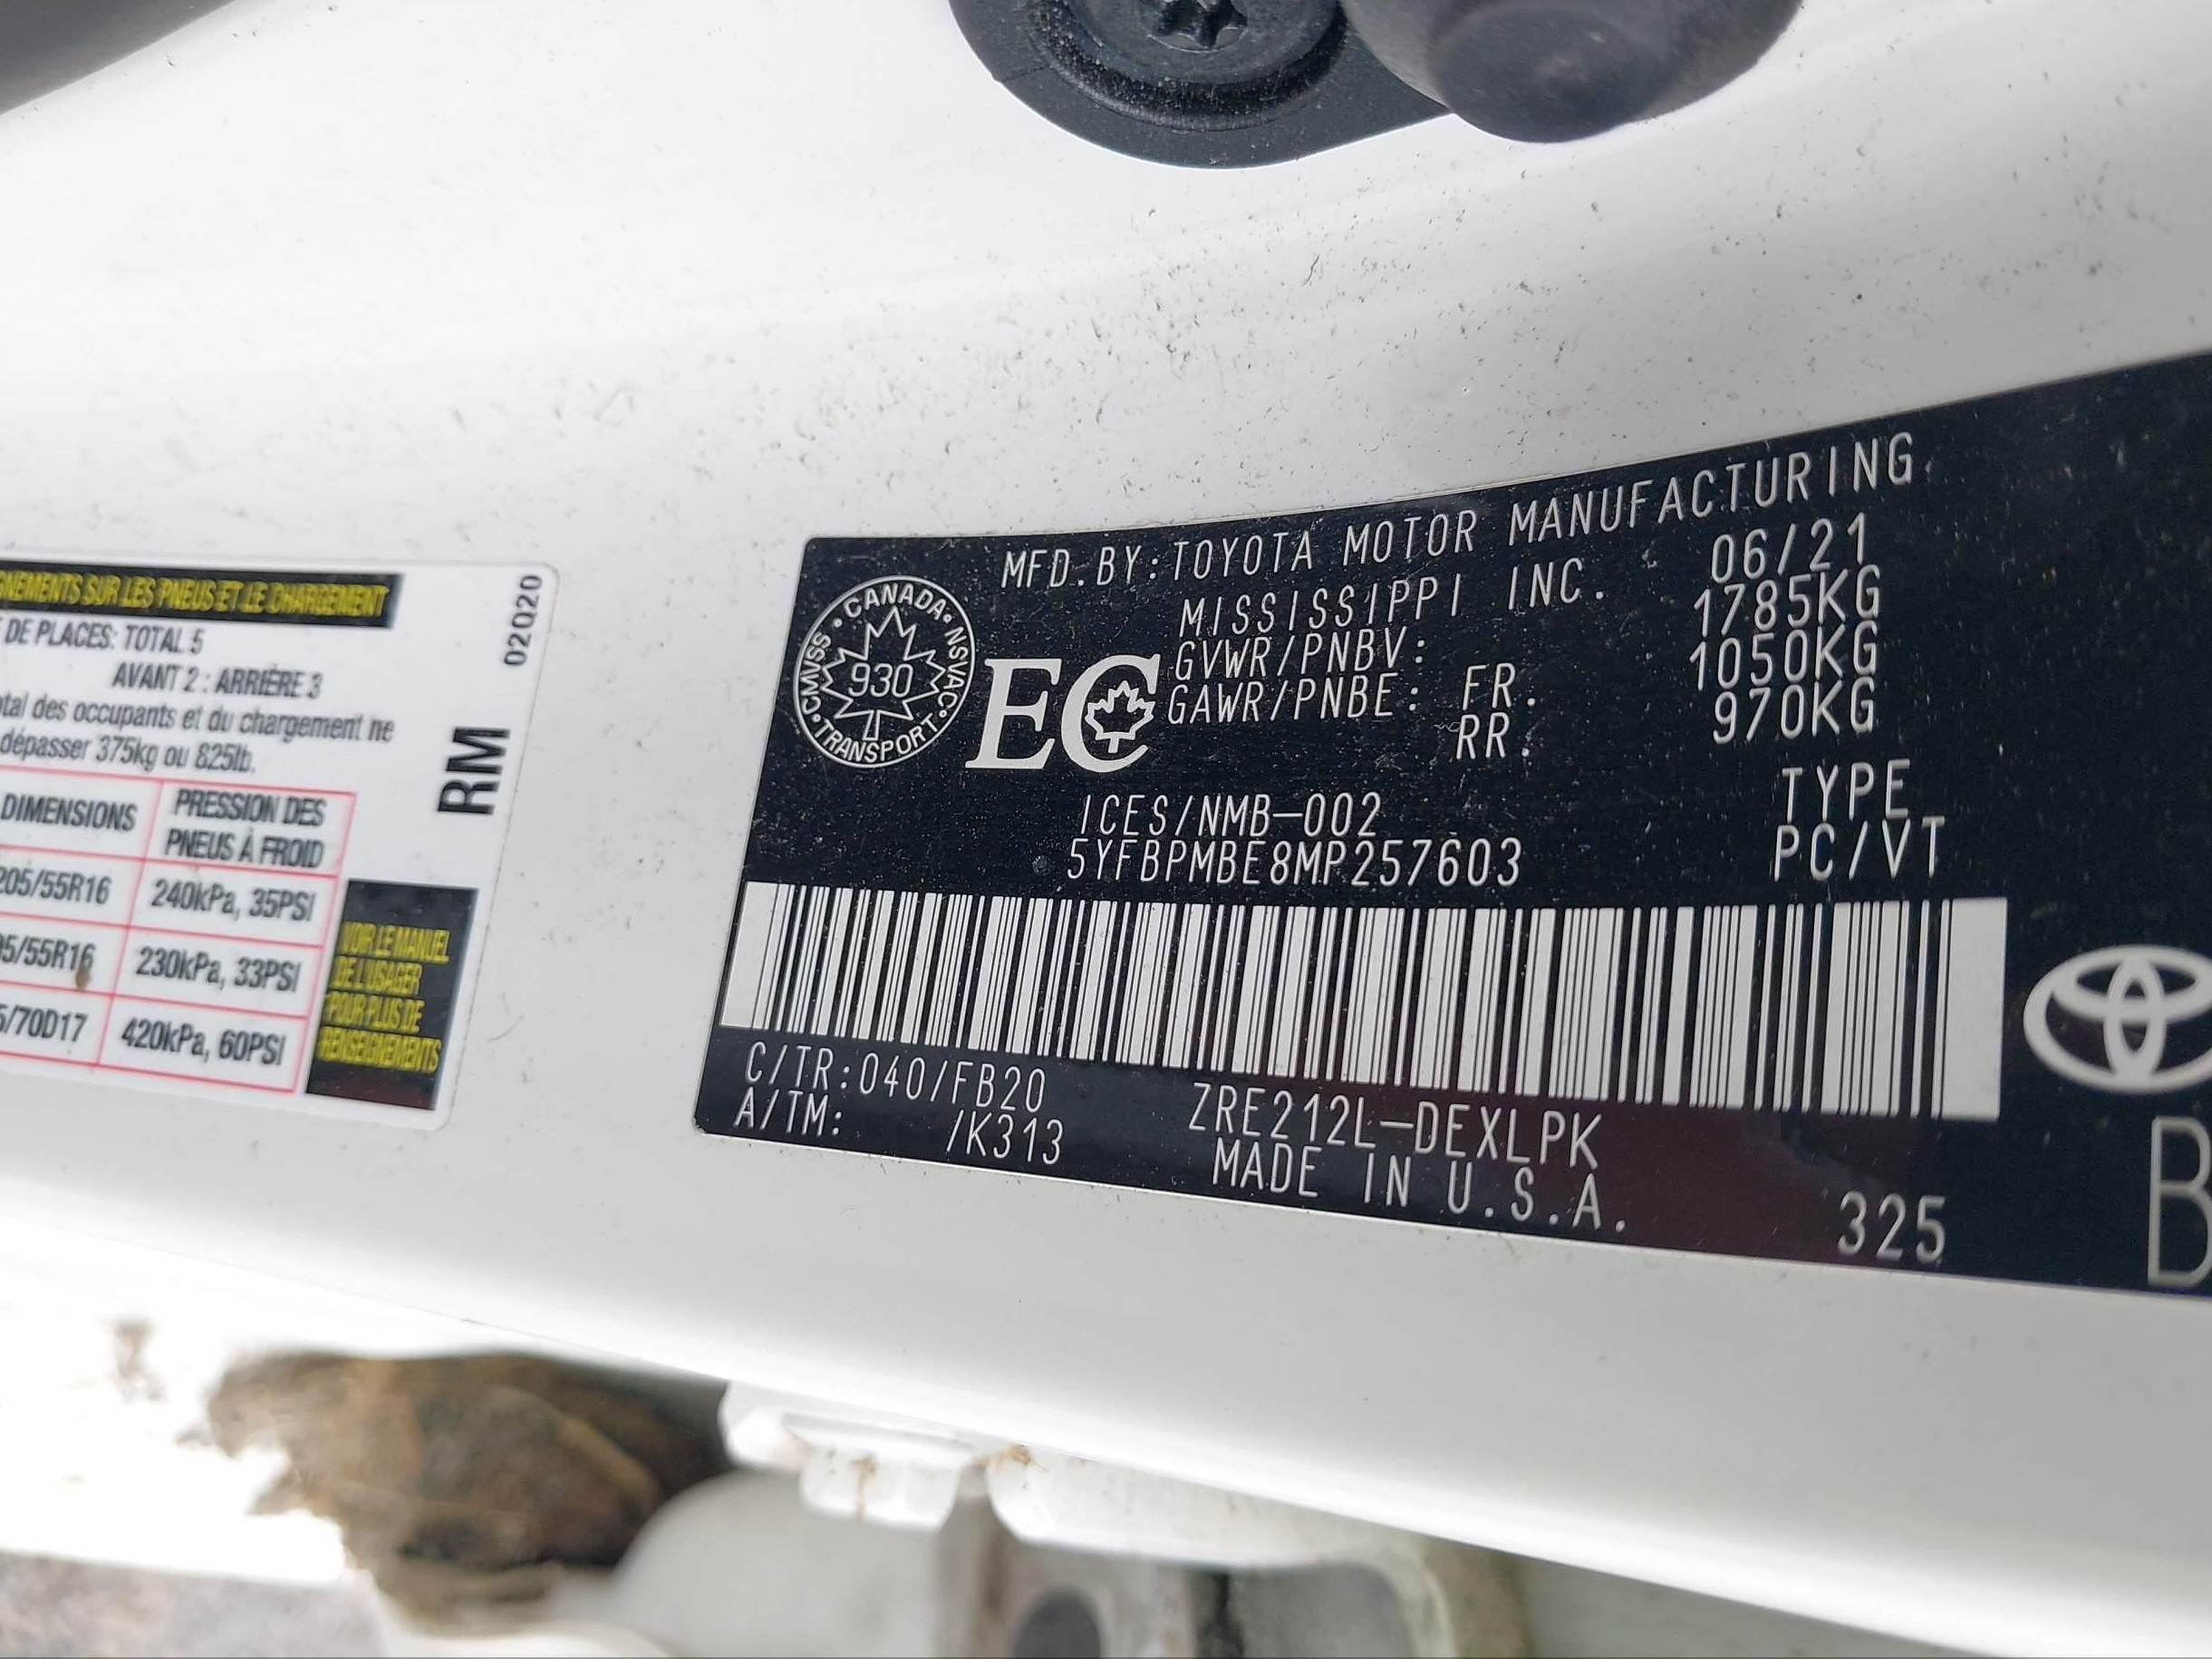 GNEMENTS SUR LES PNEUS ET LE CHARGEMENT
DE PLACES: TOTAL 5
AVANT 2 : ARRIÈRE 3
tal des occupants et du chargement ne
dépasser 375kg ou 825lb.
DIMENSIONS
PRESSION DES
PNEUS À FROID
205/55R16 240kPa, 35PSI
05/55R16 230kPa, 33PSI
5/70D17 420kPa, 60PSI
VOIR LE MANUEL
DE L'USAGER
POUR PLUS DE
RENSEIGNEMENTS
RM
02Q20
MFD. BY: TOYOTA MOTOR MANUFACTURING
MISSISSIPPI INC. 06/21
GVWR/PNBV: 1785KG
GAWR/PNBE: FR. 1050KG
RR. 970KG
CANADA
NSVAC
TRANSPORT
CMVSS
930
EC
ICES/NMB-002 TYPE
5YFBPMBE8MP257603 PC/VT
C/TR:040/FB20 ZRE212L-DEXLPK
A/TM: /K313 MADE IN U.S.A.
325
B